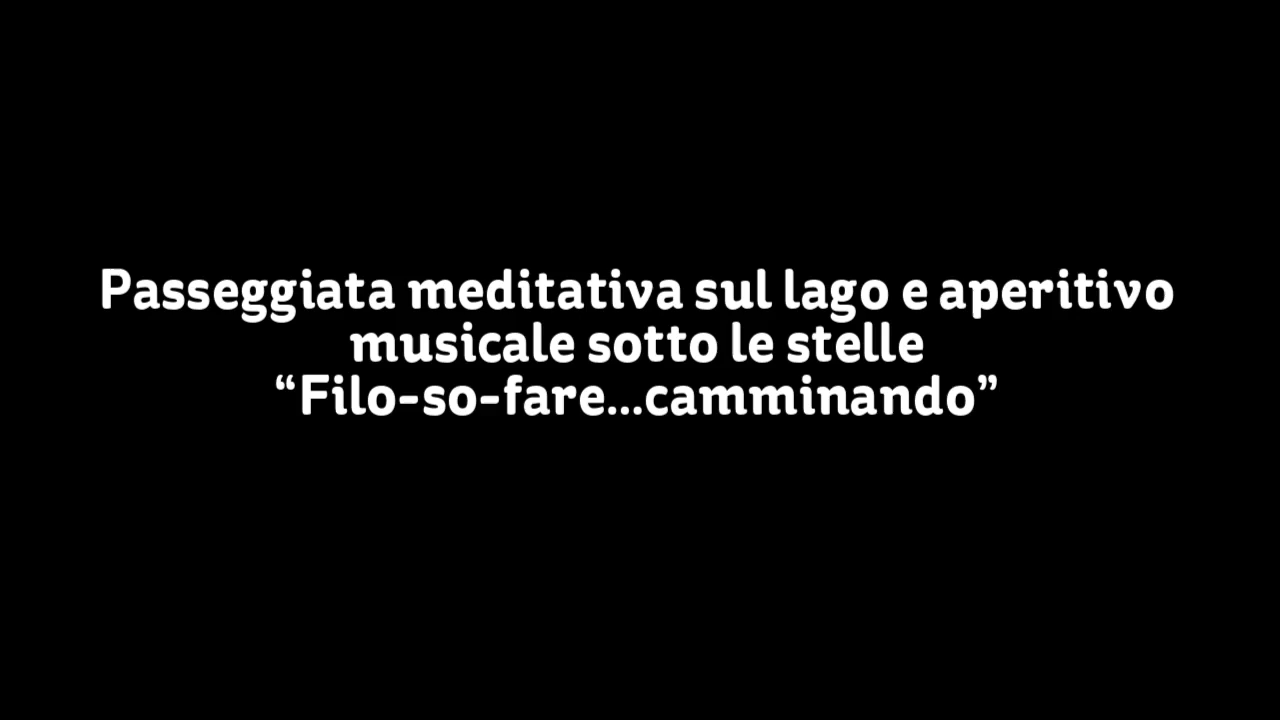 Passeggiata meditativa sul lago e aperitivo
musicale sotto le stelle
“Filo-so-fare...camminando”